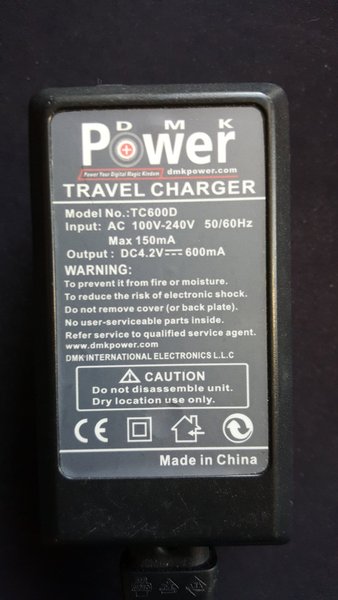 DMK
Power
Power Your Digital Magic Kindom
dmkpower.com
TRAVEL CHARGER
Model No.:TC600D
Input: AC 100V-240V 50/60Hz
Max 150mA
Output : DC4.2V⎓600mA
WARNING:
To prevent it from fire or moisture.
To reduce the risk of electronic shock.
Do not remove cover (or back plate).
No user-serviceable parts inside.
Refer service to qualified service agent.
www.dmkpower.com
DMK INTERNATIONAL ELECTRONICS L.L.C
CAUTION
Do not disassemble unit.
Dry location use only.
CE
Made in China